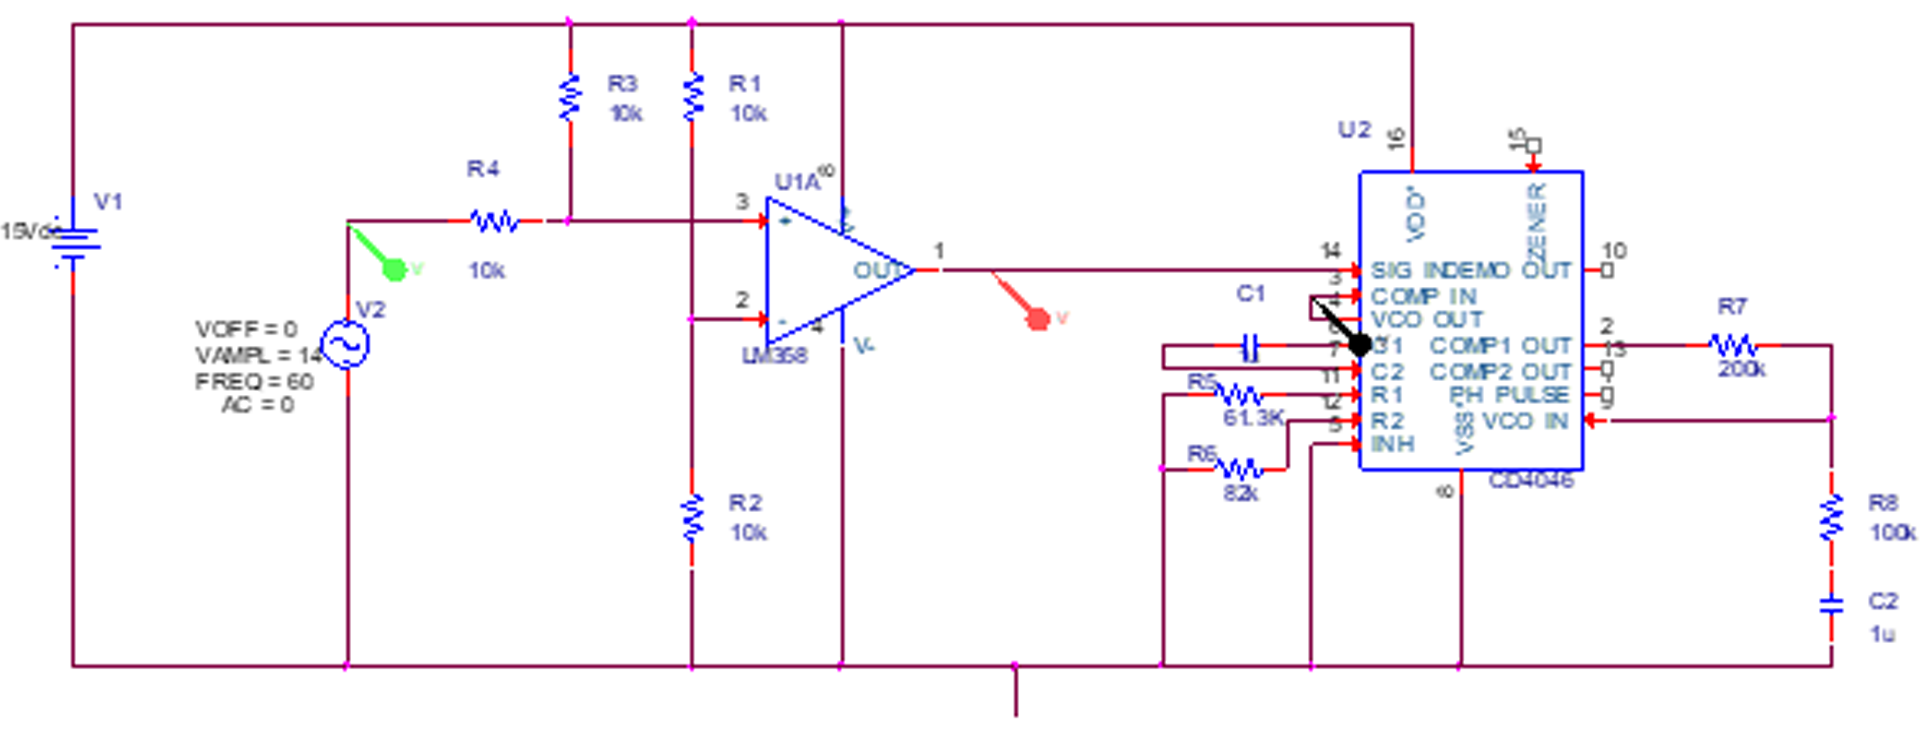 V1
15Vdc
R3
10k
R1
10k
R4
10k
V2
VOFF = 0
VAMPL = 14
FREQ = 60
AC = 0
V
U1A
8
3
+
V+
OUT
1
2
-
4
V-
LM358
V
R2
10k
U2
16
15
VDD'
ZENER
14
SIG IN
DEMO OUT
10
3
COMP IN
4
VCO OUT
C1
6
C1
COMP1 OUT
2
7
C2
COMP2 OUT
13
R5
61.3K
11
R1
PH PULSE
12
R2
VSS'
VCO IN
9
5
INH
R6
82k
8
CD4046
R7
200k
R8
100k
C2
1u